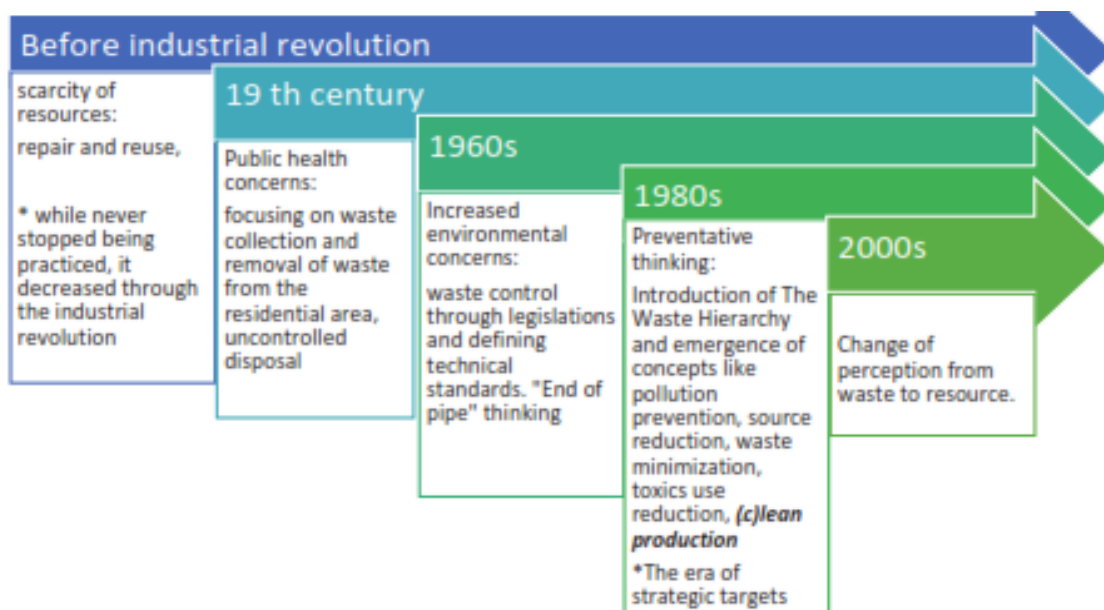 Before industrial revolution
scarcity of
resources:
repair and reuse,
* while never
stopped being
practiced, it
decreased through
the industrial
revolution
19 th century
Public health
concerns:
focusing on waste
collection and
removal of waste
from the
residential area,
uncontrolled
disposal
1960s
Increased
environmental
concerns:
waste control
through legislations
and defining
technical
standards. "End of
pipe" thinking
1980s
Preventative
thinking:
Introduction of The
Waste Hierarchy
and emergence of
concepts like
pollution
prevention, source
reduction, waste
minimization,
toxics use
reduction, (c)lean
production
*The era of
strategic targets
2000s
Change of
perception from
waste to resource.